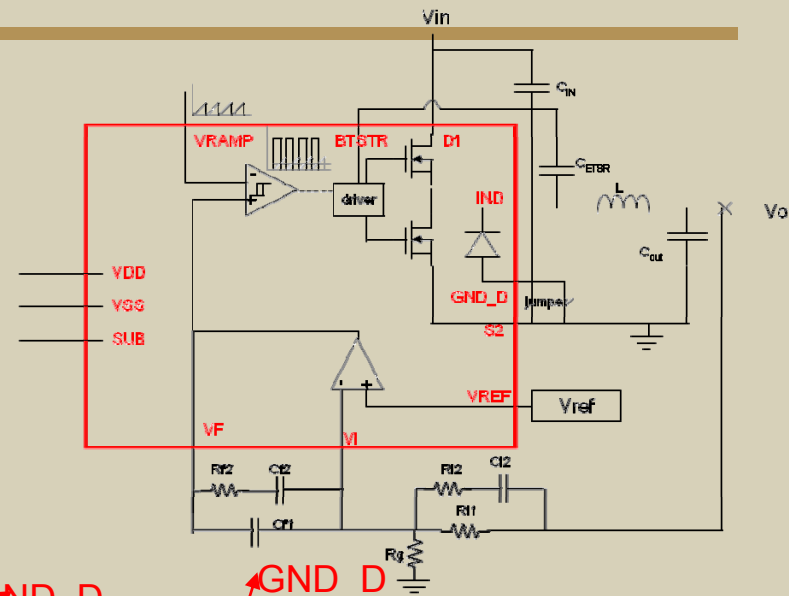 Vin
CIN
VRAMP BTSTR D1
driver
IND
L
Vo
Cout
VDD
VSS
SUB
GND_D
jumper
S2
VREF
Vref
VF
VI
Rf2 Cf2
Cf1
Ri2 Ci2
Ri1
Rg
GND_D
ND_D